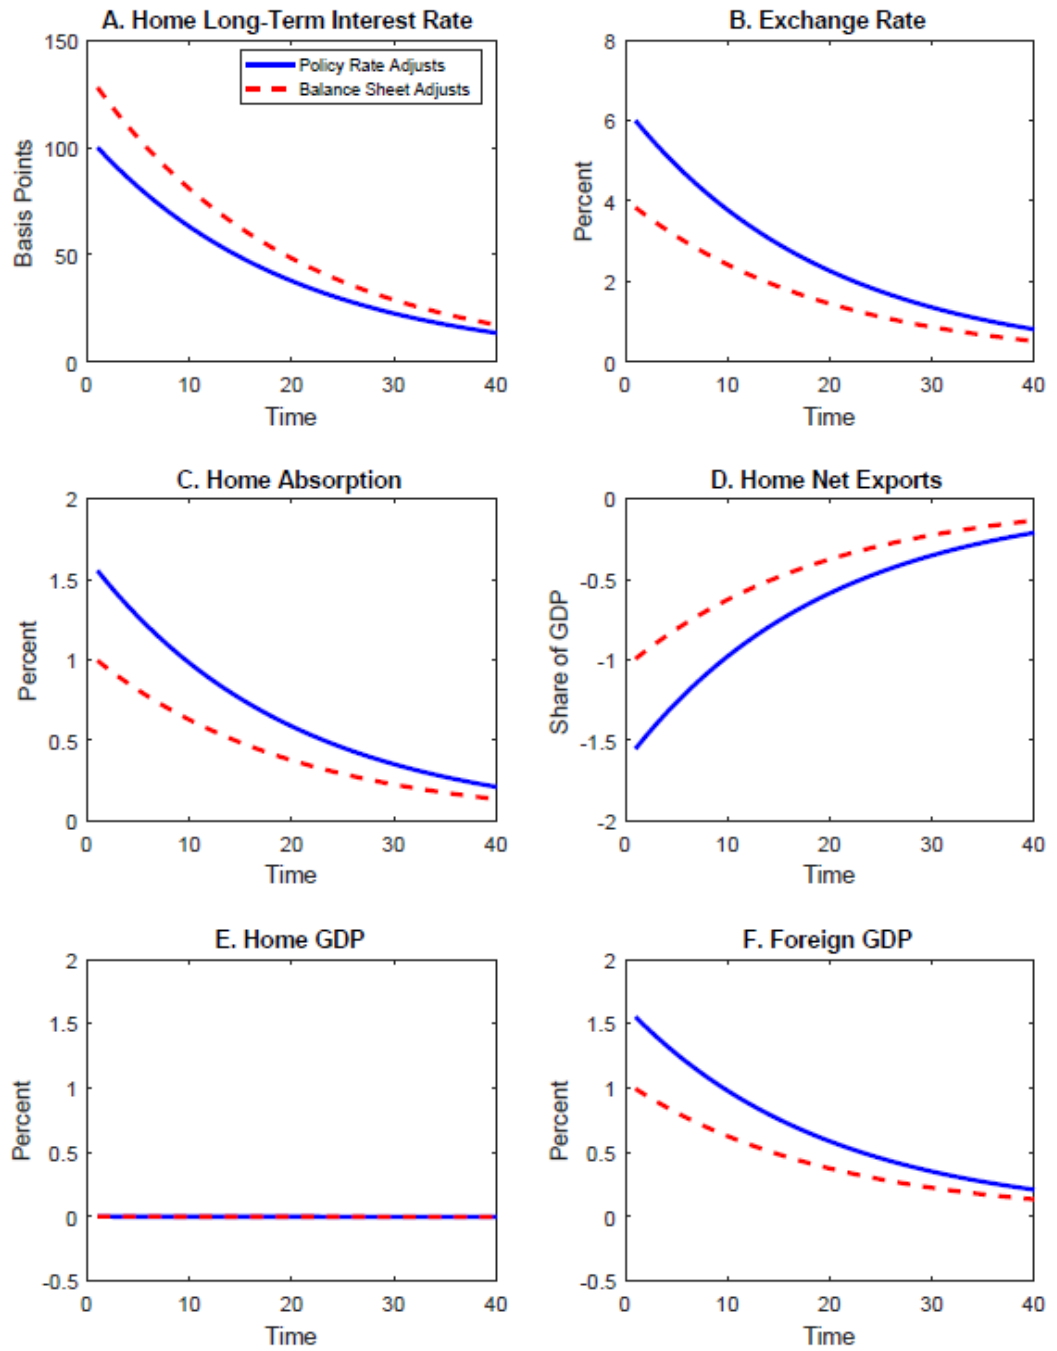 A. Home Long-Term Interest Rate
150
100
50
0
Basis Points
Policy Rate Adjusts
Balance Sheet Adjusts
0 10 20 30 40
Time
B. Exchange Rate
8
6
4
2
0
Percent
0 10 20 30 40
Time
C. Home Absorption
2
1.5
1
0.5
0
Percent
0 10 20 30 40
Time
D. Home Net Exports
0
-0.5
-1
-1.5
-2
Share of GDP
0 10 20 30 40
Time
E. Home GDP
2
1.5
1
0.5
0
-0.5
Percent
0 10 20 30 40
Time
F. Foreign GDP
2
1.5
1
0.5
0
-0.5
Percent
0 10 20 30 40
Time